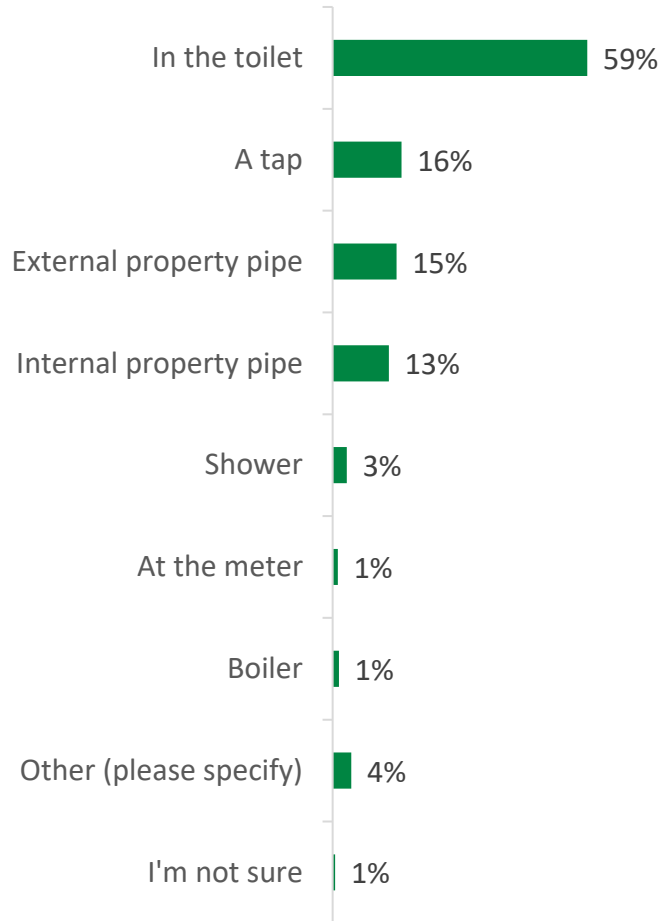 In the toilet 59%
A tap 16%
External property pipe 15%
Internal property pipe 13%
Shower 3%
At the meter 1%
Boiler 1%
Other (please specify) 4%
I'm not sure 1%